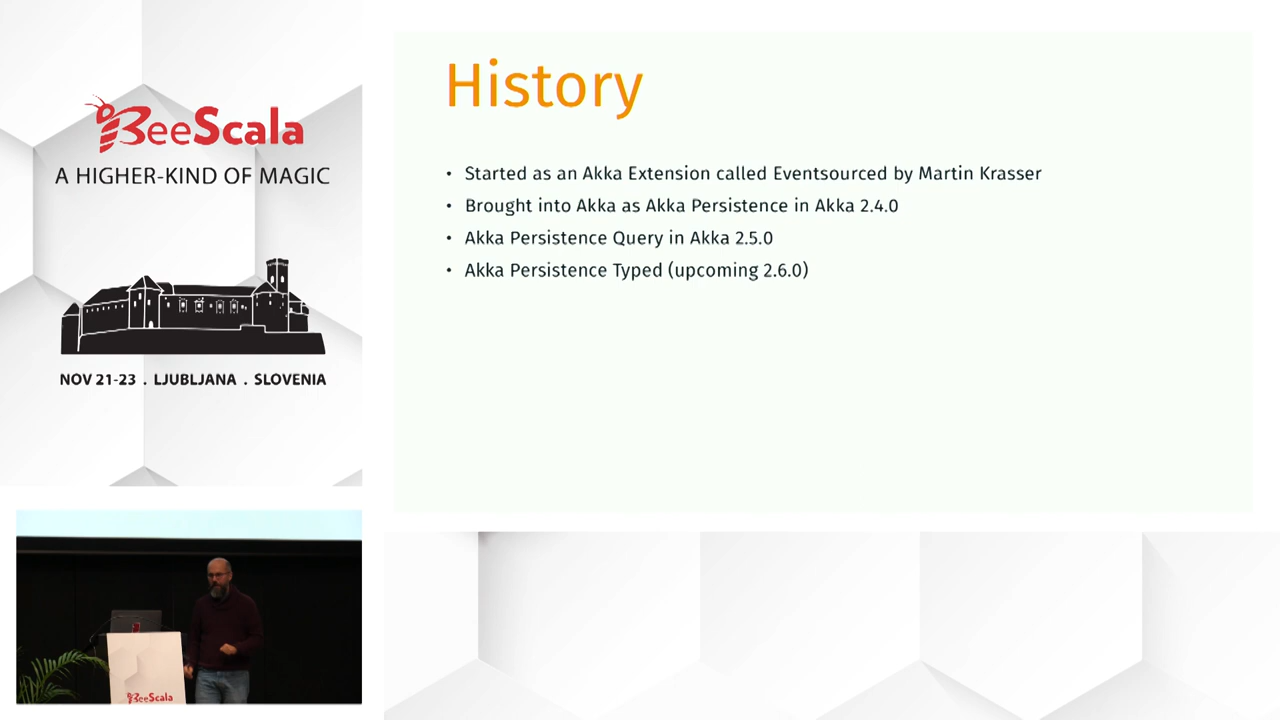 BeeScala
A HIGHER-KIND OF MAGIC
NOV 21-23 . LJUBLJANA . SLOVENIA
History
• Started as an Akka Extension called Eventsourced by Martin Krasser
• Brought into Akka as Akka Persistence in Akka 2.4.0
• Akka Persistence Query in Akka 2.5.0
• Akka Persistence Typed (upcoming 2.6.0)
BeeScala